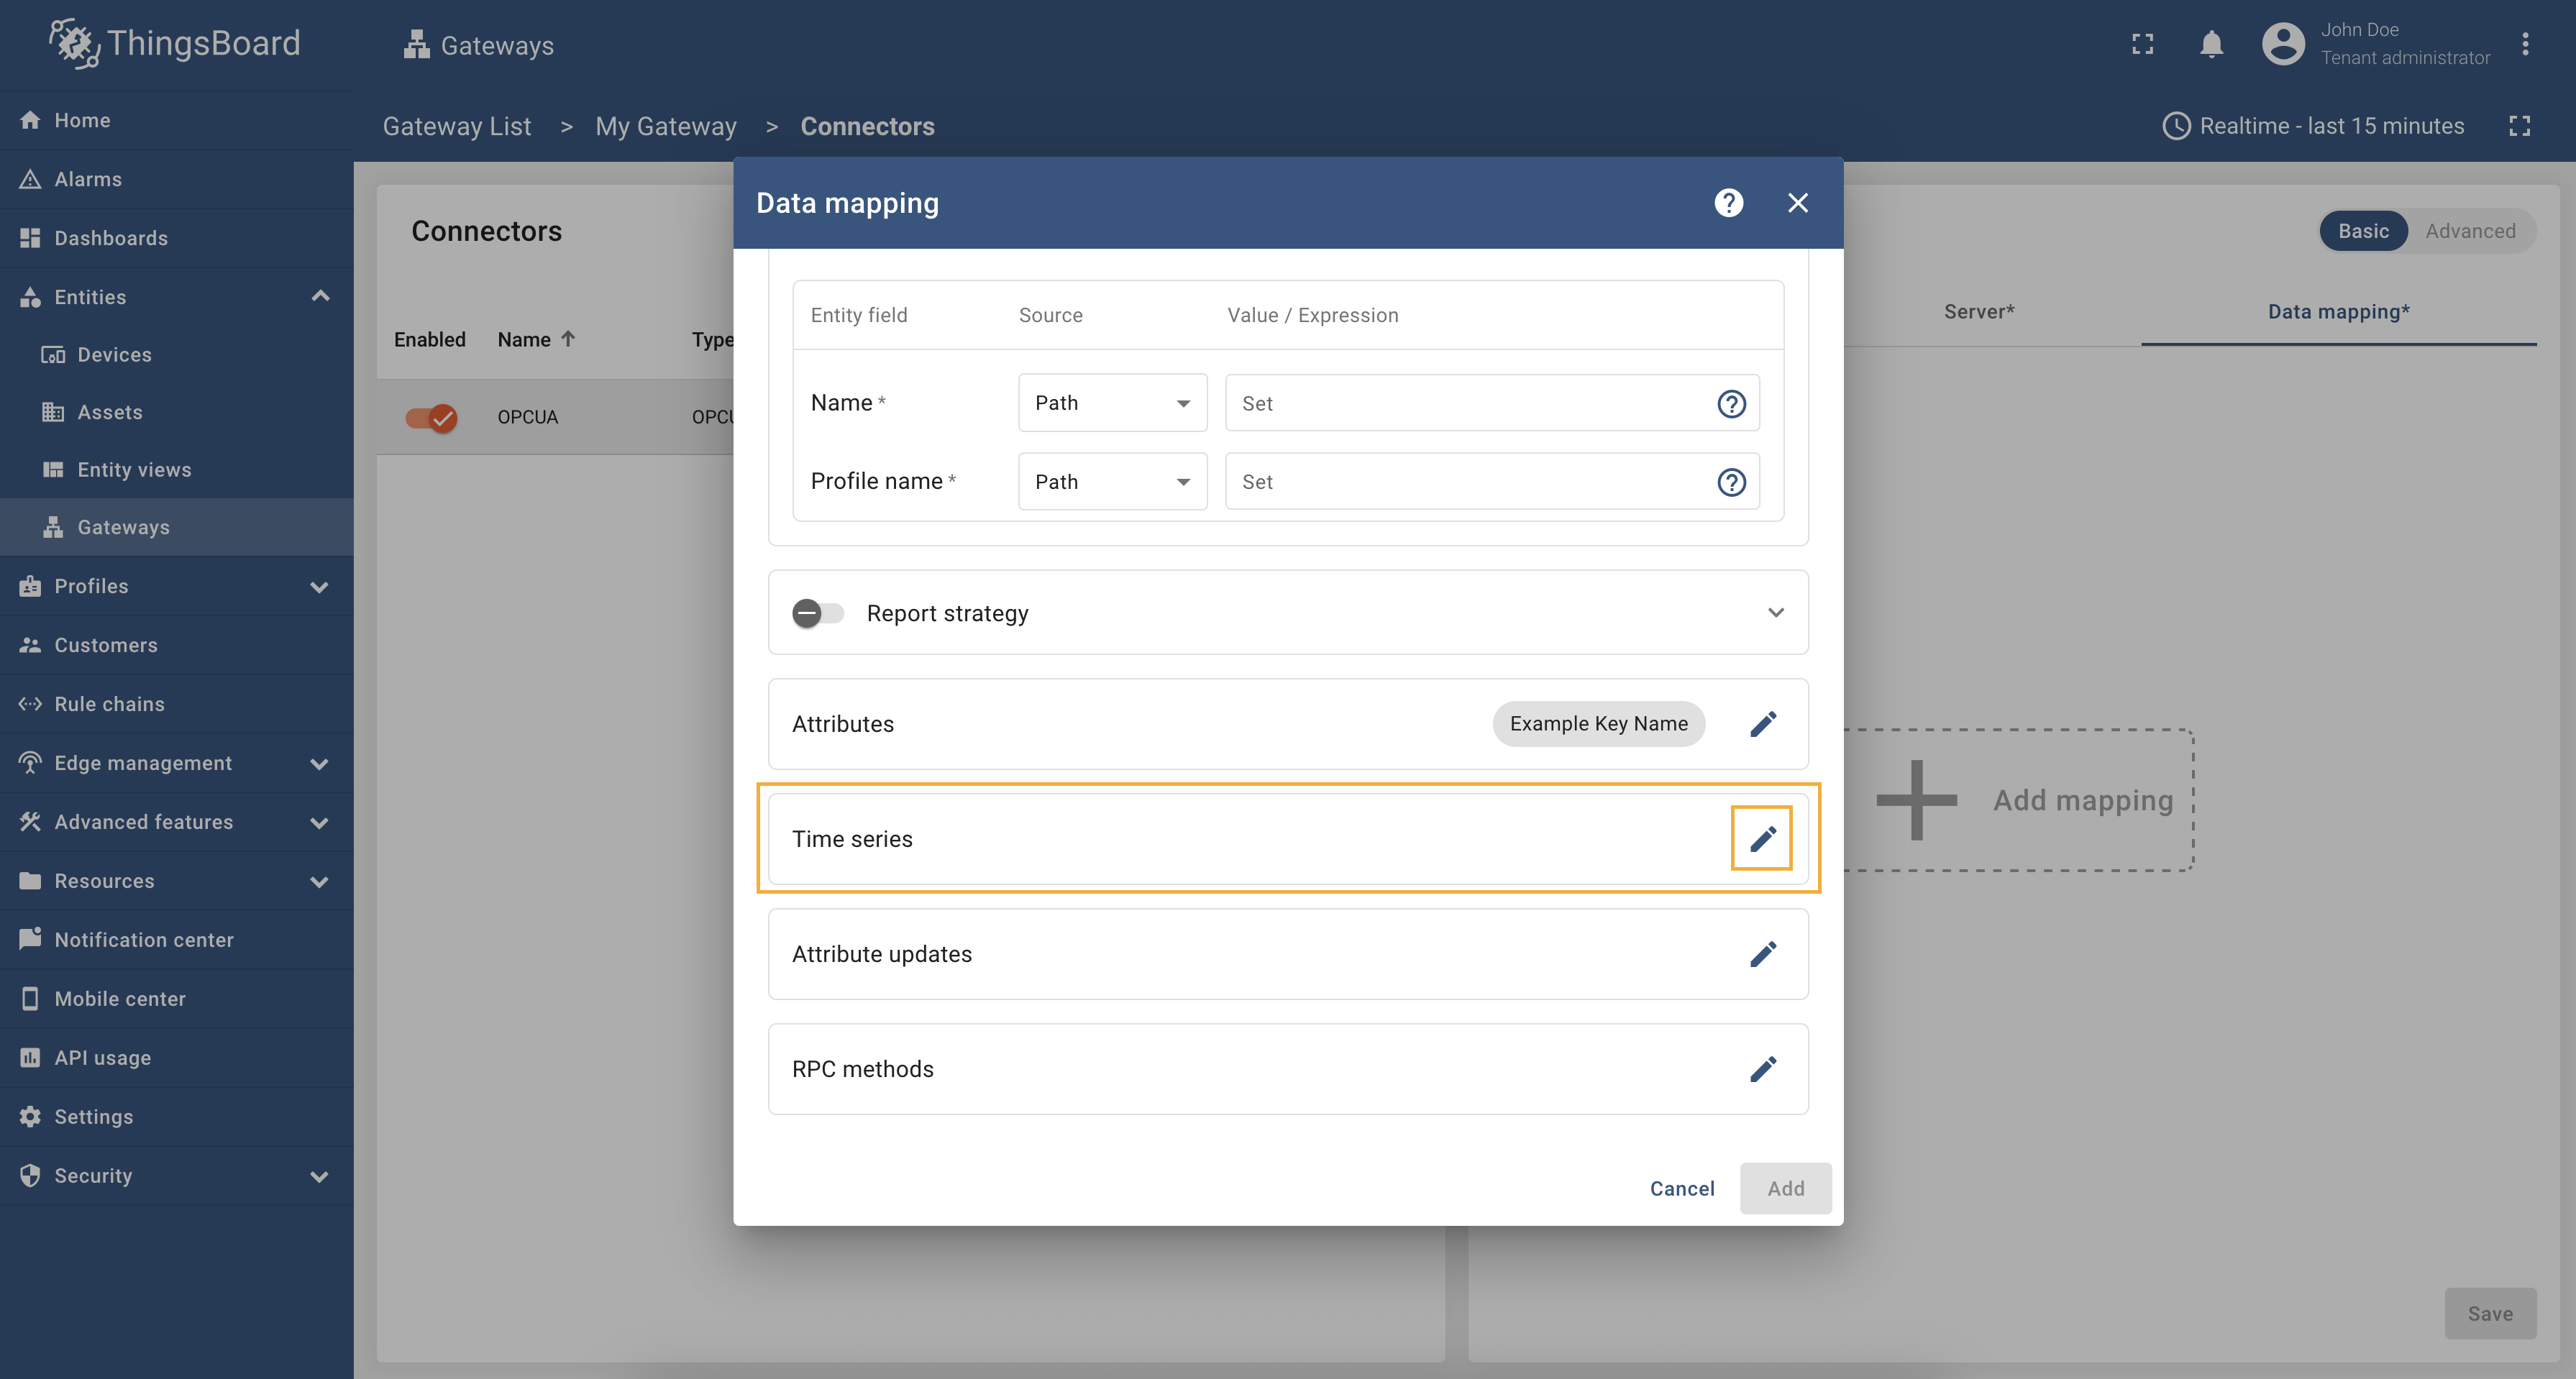 ThingsBoard
Gateways
John Doe
Tenant administrator
Home
Alarms
Dashboards
Entities
Devices
Assets
Entity views
Gateways
Profiles
Customers
Rule chains
Edge management
Advanced features
Resources
Notification center
Mobile center
API usage
Settings
Security
Gateway List > My Gateway > Connectors
Realtime - last 15 minutes
Connectors
Enabled Name Type
OPCUA OPCU
Basic Advanced
Server* Data mapping*
Add mapping
Save
Data mapping
Entity field Source Value / Expression
Name * Path Set
Profile name * Path Set
Report strategy
Attributes Example Key Name
Time series
Attribute updates
RPC methods
Cancel Add